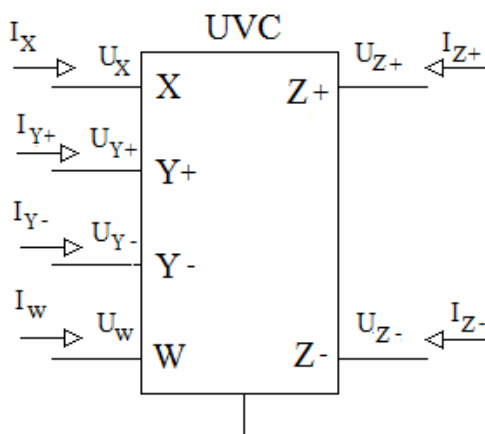 UVC
I_X U_X X Z+ U_Z+ I_Z+
I_Y+ U_Y+ Y+
I_Y- U_Y- Y-
I_W U_W W Z- U_Z- I_Z-